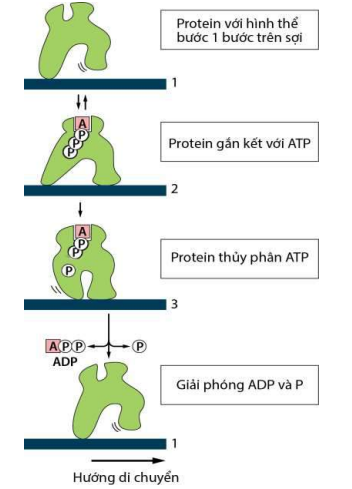 Protein với hình thể
bước 1 bước trên sợi
1
A
P
P
P
Protein gắn kết với ATP
2
A
P
P
P
Protein thủy phân ATP
3
A P P
P
ADP
Giải phóng ADP và P
1
Hướng di chuyển